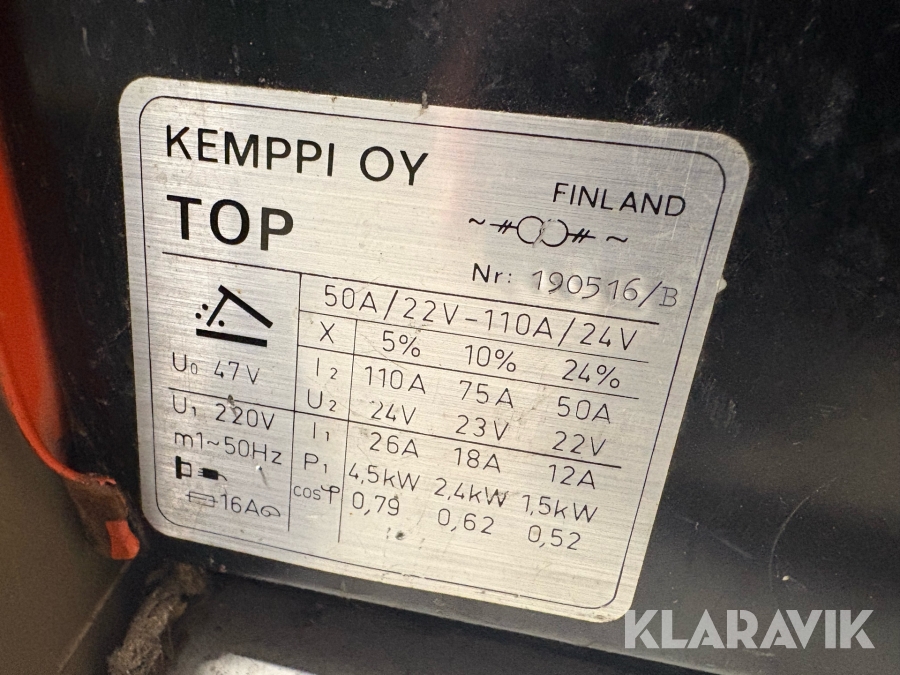 KEMPPI OY
FINLAND
TOP
Nr: 190516/B
50A/22V-110A/24V
X 5% 10% 24%
I2 110A 75A 50A
U0 47V
U2 24V 23V 22V
U1 220V
I1 26A 18A 12A
m1~50Hz
P1 4,5kW 2,4kW 1,5kW
16A
cosφ 0,79 0,62 0,52
KLARAVIK